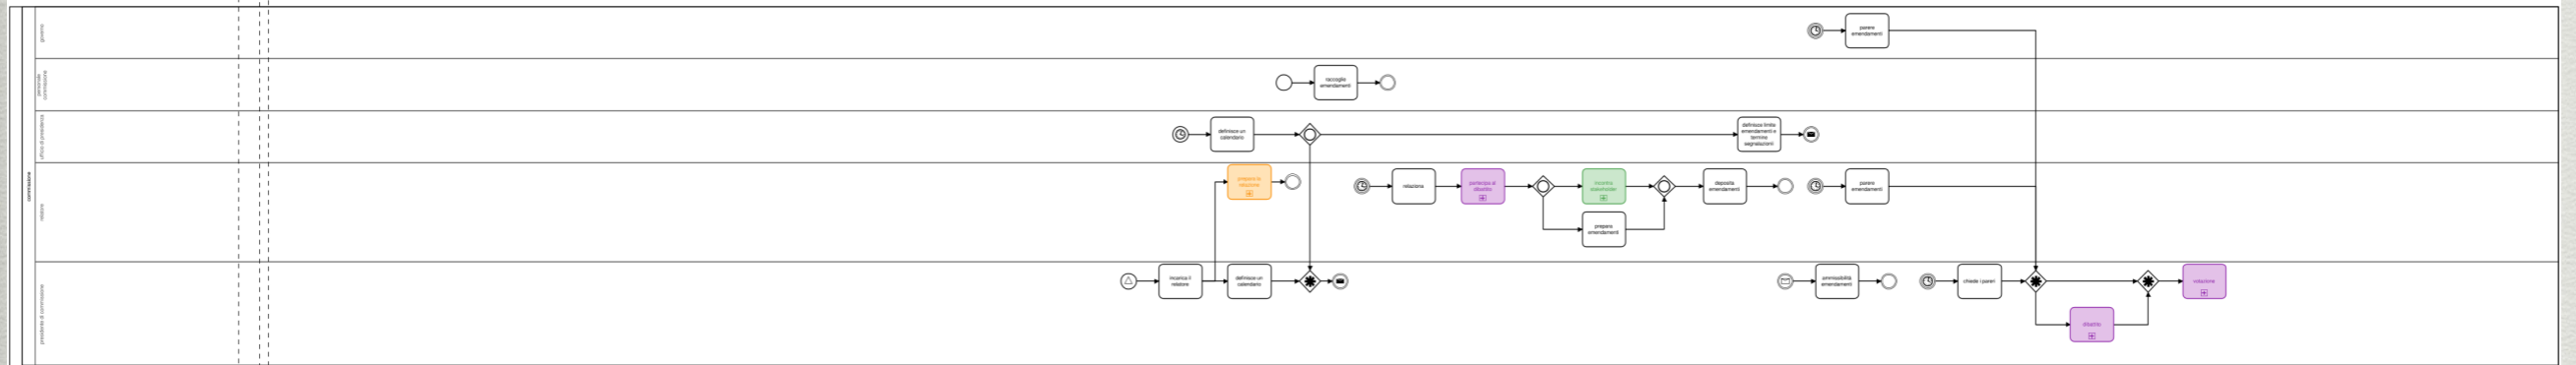 commissione
governo
parere
emendamenti
personale
commissione
raccoglie
emendamenti
ufficio di presidenza
definisce un
calendario
definisce limite
emendamenti e
termine
segnalazioni
relatore
prepara la
relazione
relaziona
partecipa al
dibattito
incontra
stakeholder
prepara
emendamenti
deposita
emendamenti
parere
emendamenti
presidente di commissione
incarica il
relatore
definisce un
calendario
ammissibilità
emendamenti
chiede i pareri
dibattito
votazione